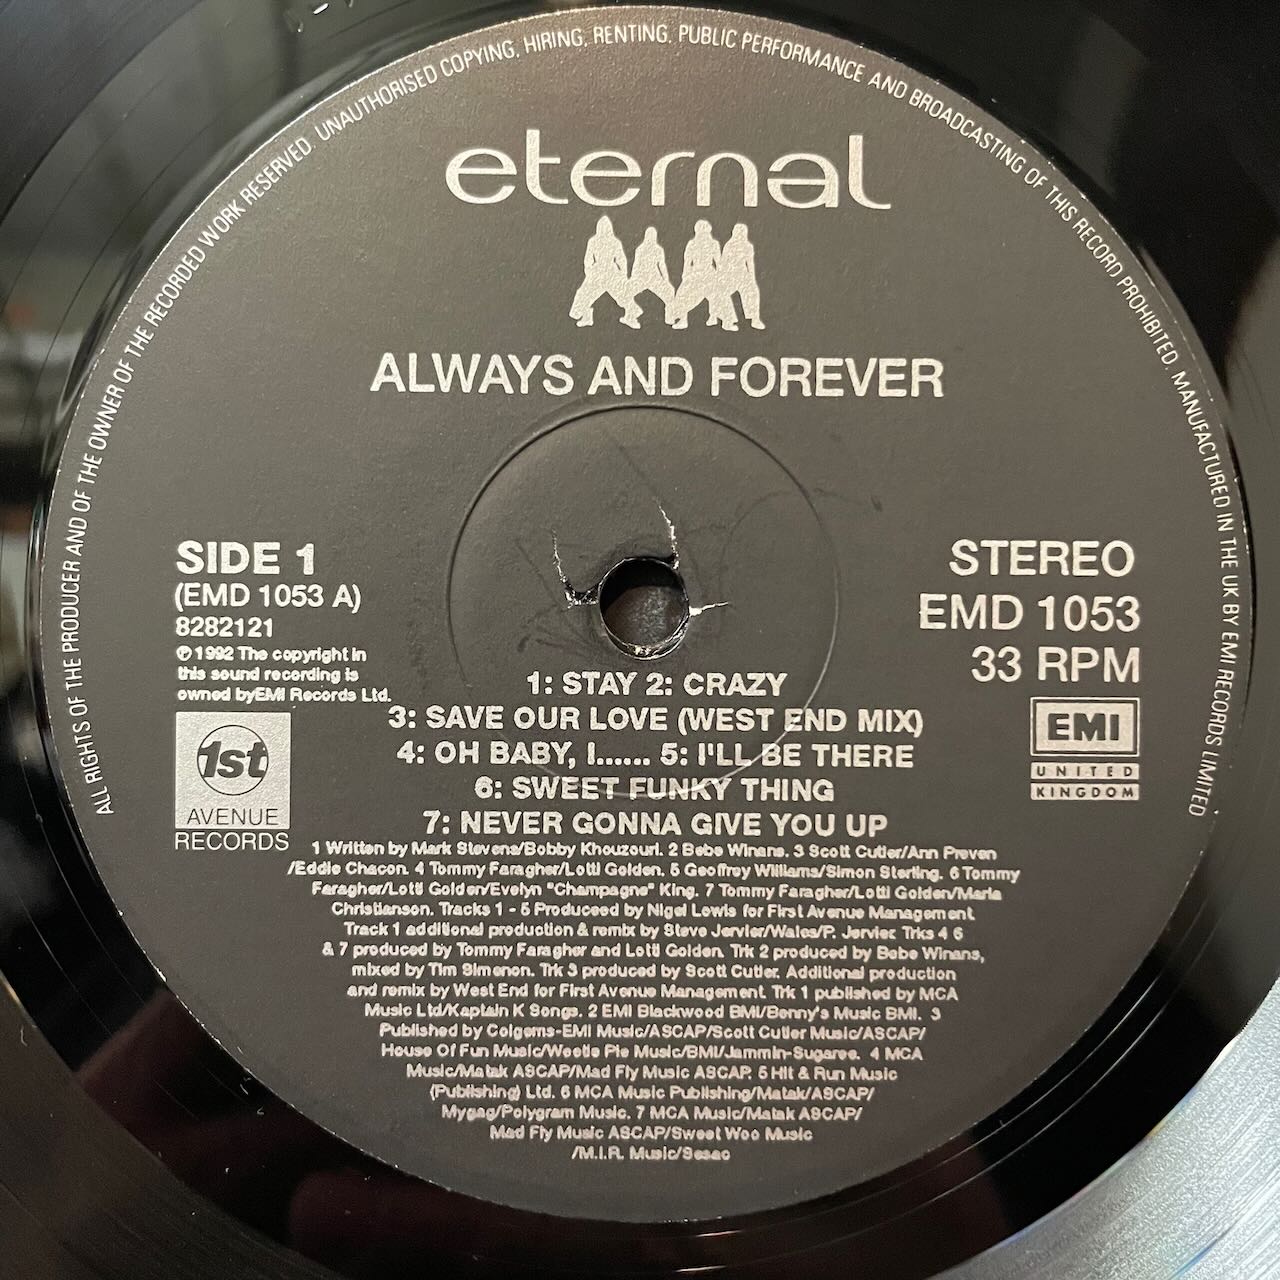 ALL RIGHTS OF THE PRODUCER AND OF THE OWNER OF THE RECORDED WORK RESERVED. UNAUTHORISED COPYING, HIRING, RENTING, PUBLIC PERFORMANCE AND BROADCASTING OF THIS RECORD PROHIBITED. MANUFACTURED IN THE UK BY EMI RECORDS LIMITED
eternal
ALWAYS AND FOREVER
SIDE 1
(EMD 1053 A)
8282121
℗ 1992 The copyright in
this sound recording is
owned byEMI Records Ltd.
1st
AVENUE
RECORDS
STEREO
EMD 1053
33 RPM
EMI
UNITED
KINGDOM
1: STAY 2: CRAZY
3: SAVE OUR LOVE (WEST END MIX)
4: OH BABY, I...... 5: I'LL BE THERE
6: SWEET FUNKY THING
7: NEVER GONNA GIVE YOU UP
1 Written by Mark Stevens/Bobby Khouzouri. 2 Bebe Winans. 3 Scott Cutler/Ann Preven
/Eddie Chacon. 4 Tommy Faragher/Lotti Golden. 5 Geoffrey Williams/Simon Sterling. 6 Tommy
Faragher/Lotti Golden/Evelyn "Champagne" King. 7 Tommy Faragher/Lotti Golden/Marla
Christianson. Tracks 1 - 5 Produceed by Nigel Lowis for First Avenue Management
Track 1 additional production & remix by Steve Jervier/Wales/P. Jervier. Trks 4 6
& 7 produced by Tommy Faragher and Lotti Golden. Trk 2 produced by Bebe Winans,
mixed by Tim Simenon. Trk 3 produced by Scott Cutler. Additional production
and remix by West End for First Avenue Management. Trk 1 published by MCA
Music Ltd/Kaptain K Songs. 2 EMI Blackwood BMI/Benny's Music BMI. 3
Published by Colgems-EMI Music/ASCAP/Scott Cutler Music/ASCAP/
House Of Fun Music/Weetie Pie Music/BMI/Jammin-Sugaree. 4 MCA
Music/Matak ASCAP/Mad Fly Music ASCAP. 5 Hit & Run Music
(Publishing) Ltd. 6 MCA Music Publishing/Matak/ASCAP/
Mygag/Polygram Music. 7 MCA Music/Matak ASCAP/
Mad Fly Music ASCAP/Sweet Woo Music
/M.I.R. Music/Sesac